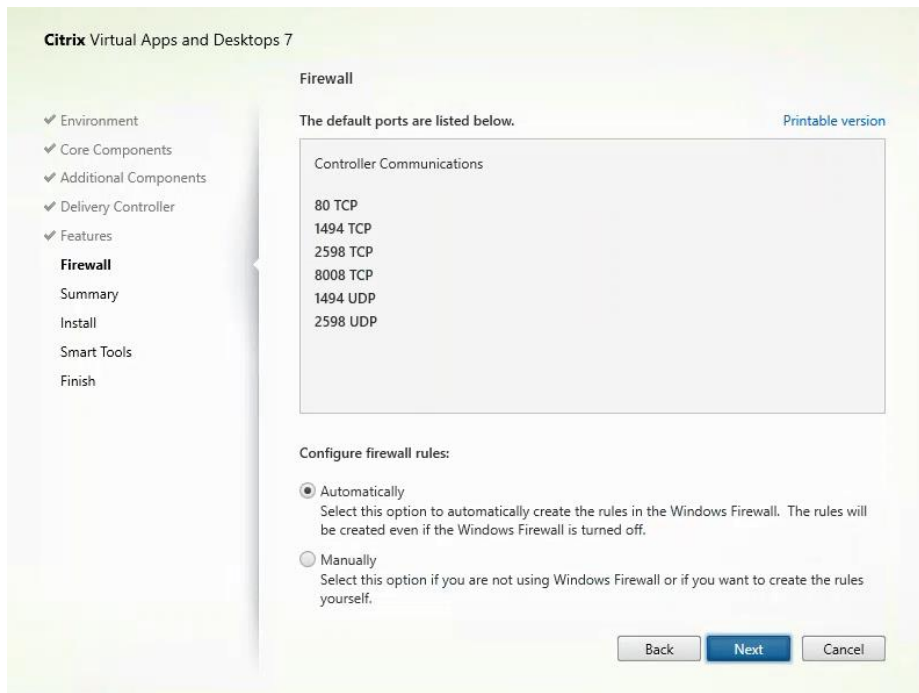 Citrix Virtual Apps and Desktops 7
Firewall
Environment
Core Components
Additional Components
Delivery Controller
Features
Firewall
Summary
Install
Smart Tools
Finish
The default ports are listed below.
Printable version
Controller Communications
80 TCP
1494 TCP
2598 TCP
8008 TCP
1494 UDP
2598 UDP
Configure firewall rules:
Automatically
Select this option to automatically create the rules in the Windows Firewall. The rules will
be created even if the Windows Firewall is turned off.
Manually
Select this option if you are not using Windows Firewall or if you want to create the rules
yourself.
Back
Next
Cancel